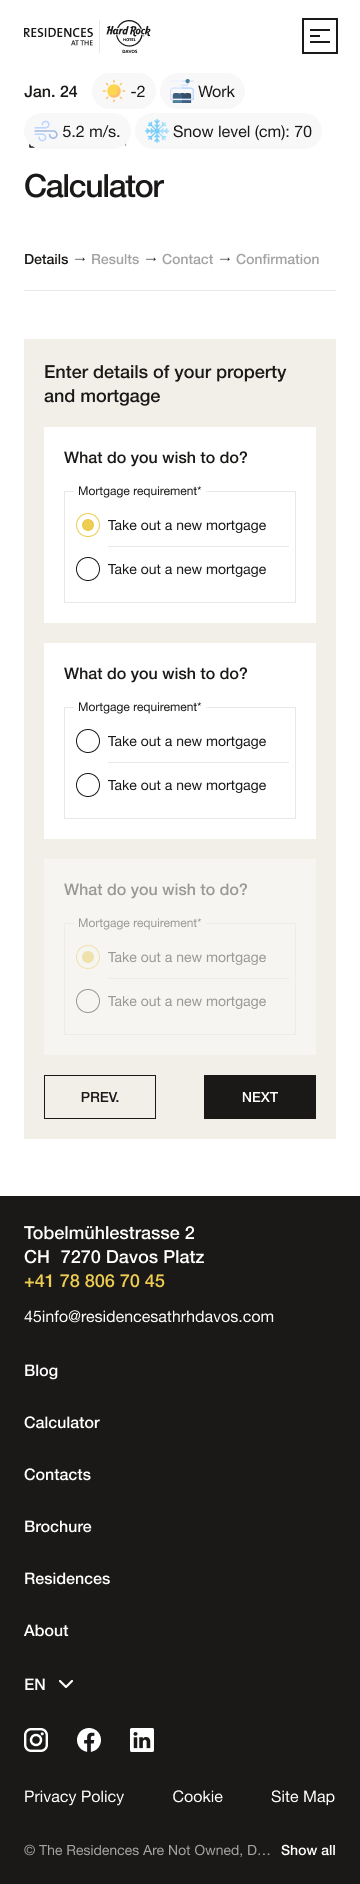 RESIDENCES
AT THE
Hard Rock
HOTEL
DAVOS
Jan. 24 -2 Work
5.2 m/s. Snow level (cm): 70
Calculator
Details → Results → Contact → Confirmation
Enter details of your property
and mortgage
What do you wish to do?
Mortgage requirement*
Take out a new mortgage
Take out a new mortgage
What do you wish to do?
Mortgage requirement*
Take out a new mortgage
Take out a new mortgage
What do you wish to do?
Mortgage requirement*
Take out a new mortgage
Take out a new mortgage
PREV. NEXT
Tobelmühlestrasse 2
CH 7270 Davos Platz
+41 78 806 70 45
45info@residencesathrhdavos.com
Blog
Calculator
Contacts
Brochure
Residences
About
EN
Privacy Policy Cookie Site Map
© The Residences Are Not Owned, D... Show all